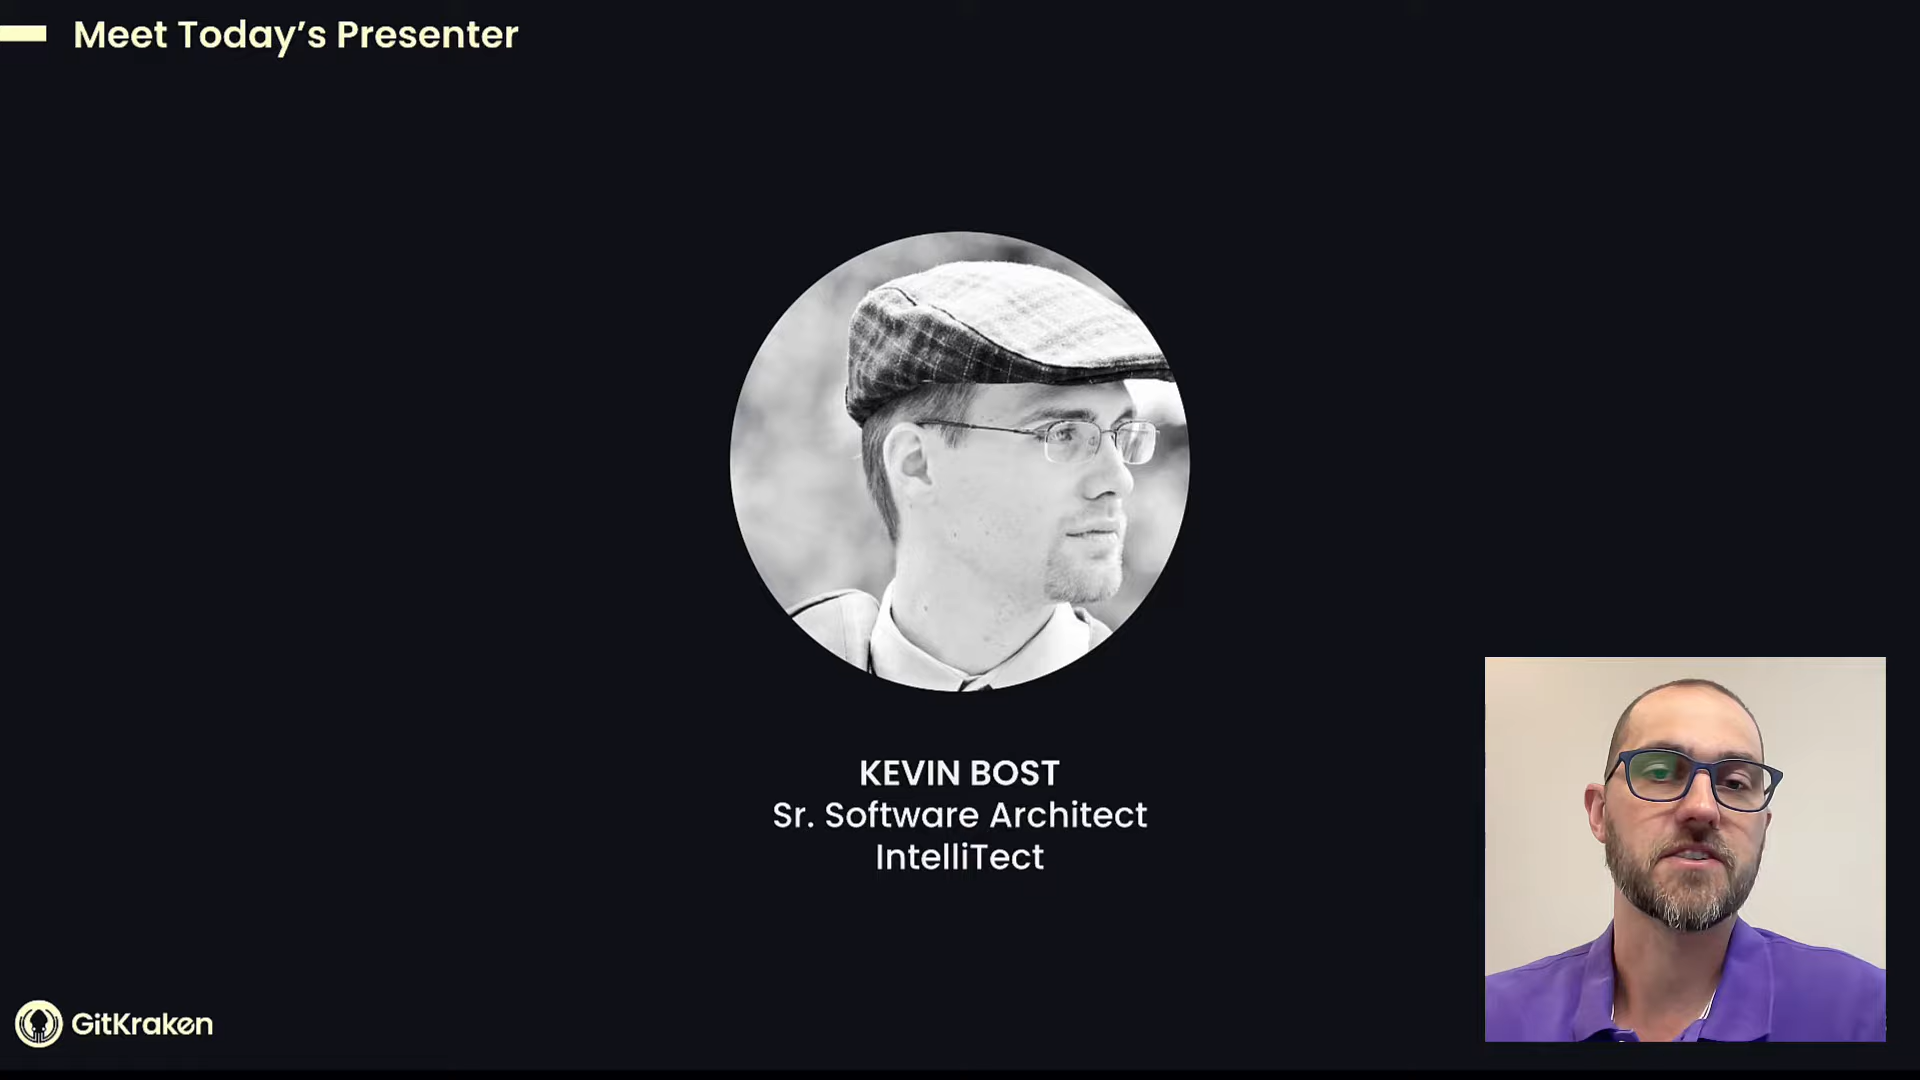 Meet Today’s Presenter
KEVIN BOST
Sr. Software Architect
IntelliTect
GitKraken